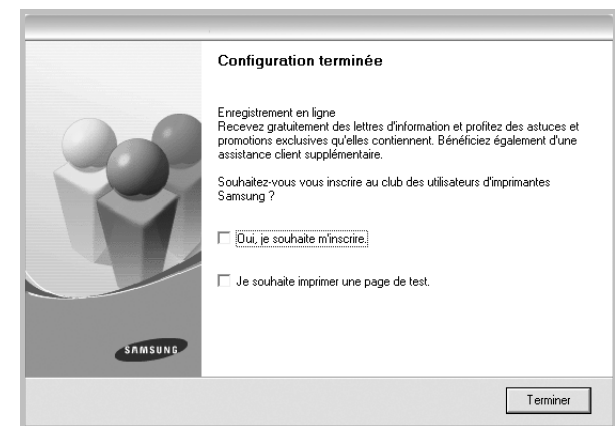 Configuration terminée
Enregistrement en ligne
Recevez gratuitement des lettres d'information et profitez des astuces et
promotions exclusives qu'elles contiennent. Bénéficiez également d'une
assistance client supplémentaire.
Souhaitez-vous vous inscrire au club des utilisateurs d'imprimantes
Samsung ?
Oui, je souhaite m'inscrire.
Je souhaite imprimer une page de test.
SAMSUNG
Terminer